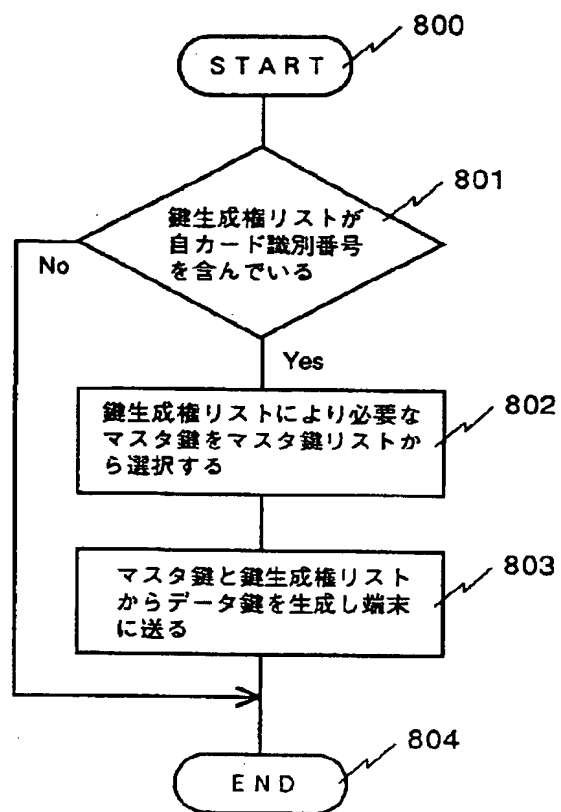 800
START
801
鍵生成権リストが
自カード識別番号
を含んでいる
No
Yes
802
鍵生成権リストにより必要な
マスタ鍵をマスタ鍵リストか
ら選択する
803
マスタ鍵と鍵生成権リスト
からデータ鍵を生成し端末
に送る
804
END